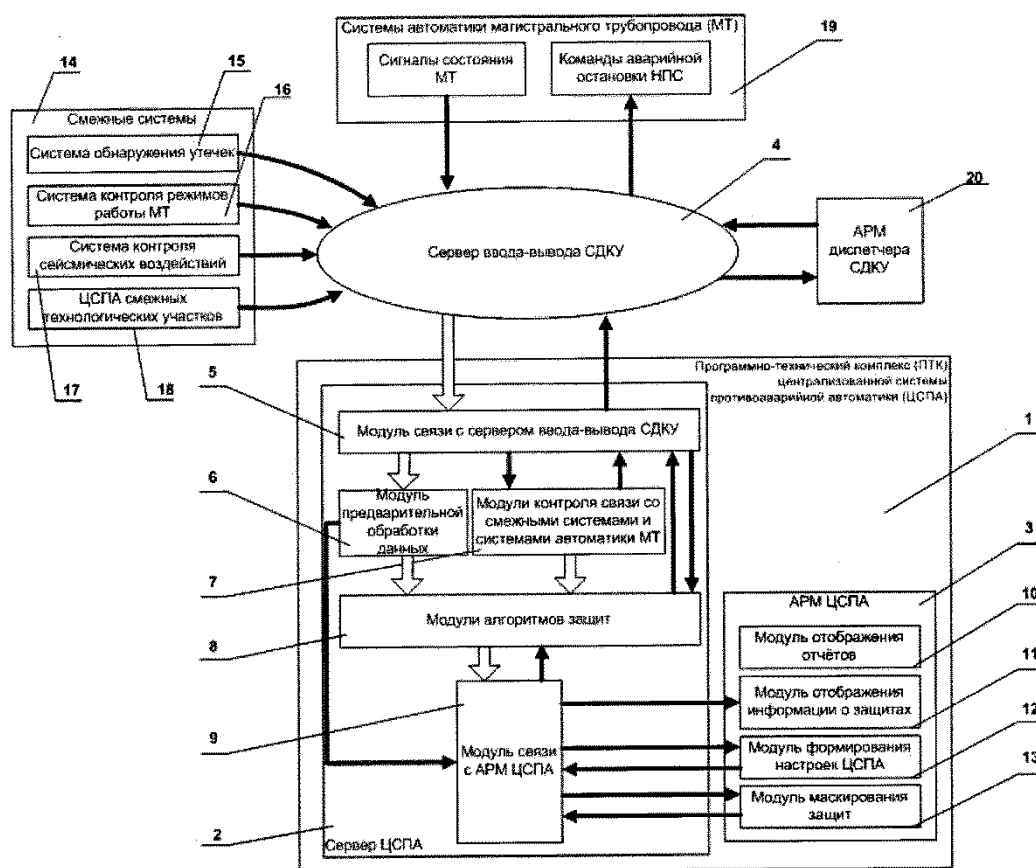 Системы автоматики магистрального трубопровода (МТ)
19
Сигналы состояния
МТ
Команды аварийной
остановки НПС
14
15
16
Смежные системы
Система обнаружения утечек
Система контроля режимов
работы МТ
Система контроля
сейсмических воздействий
ЦСПА смежных
технологических участков
17
18
4
Сервер ввода-вывода СДКУ
20
АРМ
диспетчера
СДКУ
Программно-технический комплекс (ПТК)
централизованной системы
противоаварийной автоматики (ЦСПА)
1
5
Модуль связи с сервером ввода-вывода СДКУ
6
Модуль
предварительной
обработки
данных
Модули контроля связи со
смежными системами и
системами автоматики МТ
7
8
Модули алгоритмов защит
9
Модуль связи
с АРМ ЦСПА
2
Сервер ЦСПА
3
АРМ ЦСПА
10
Модуль отображения
отчётов
11
Модуль отображения
информации о защитах
12
Модуль формирования
настроек ЦСПА
13
Модуль маскирования
защит